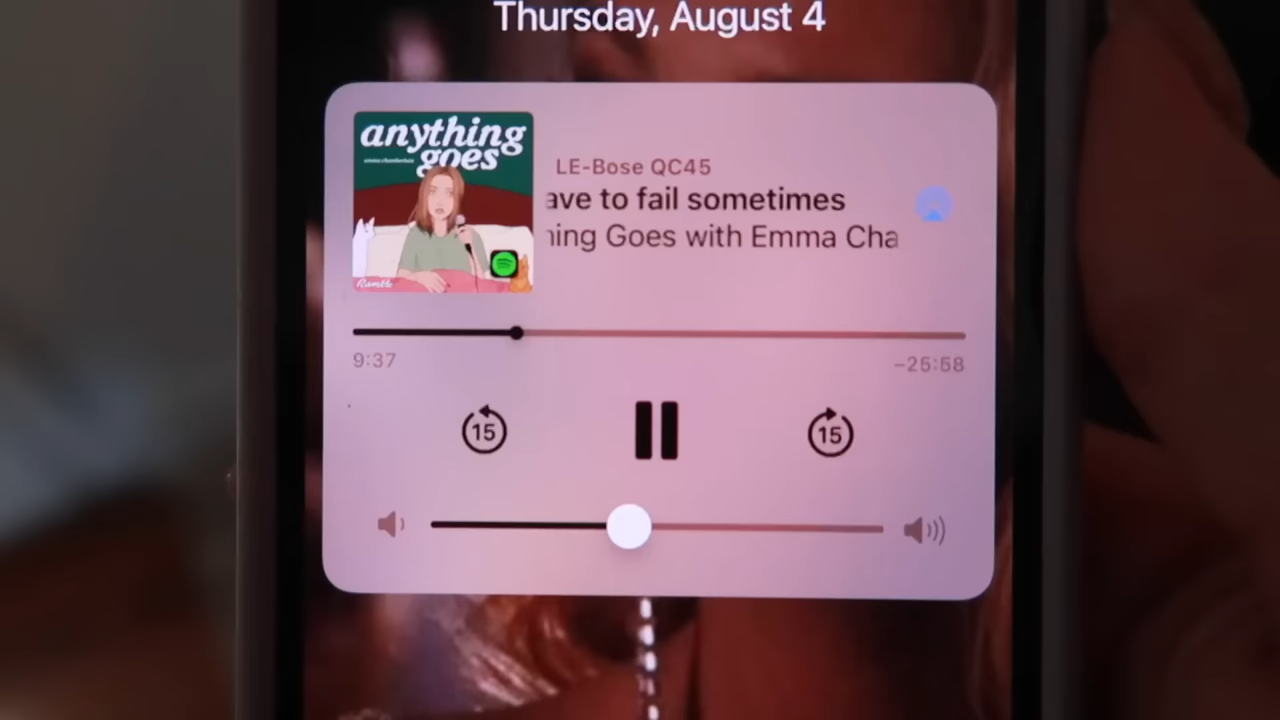 Thursday, August 4
anything
goes
emma chamberlain
Ramble
LE-Bose QC45
ave to fail sometimes
ning Goes with Emma Cha
9:37
-25:58
15
15